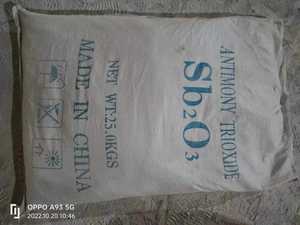 ANTIMONY TRIOXIDE
Sb₂O₃
NET WT:25.0KGS
MADE IN CHINA
OPPO A93 5G
2022.10.20 10:46